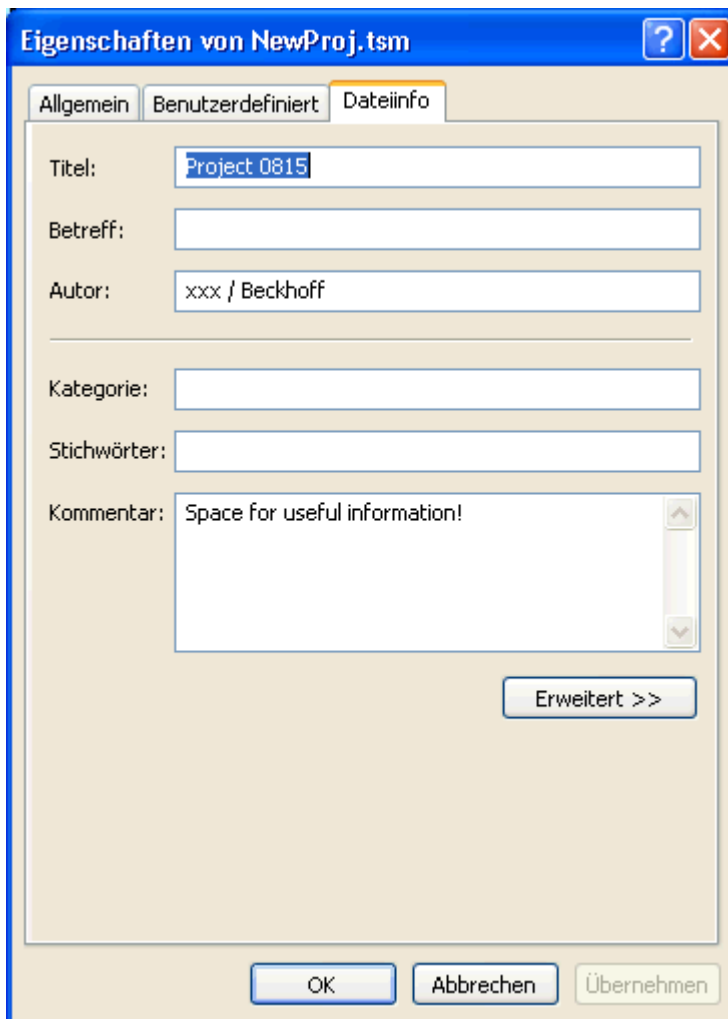 Eigenschaften von NewProj.tsm
?
Allgemein Benutzerdefiniert Dateiinfo
Titel: Project 0815
Betreff:
Autor: xxx / Beckhoff
Kategorie:
Stichwörter:
Kommentar: Space for useful information!
Erweitert >>
OK Abbrechen Übernehmen